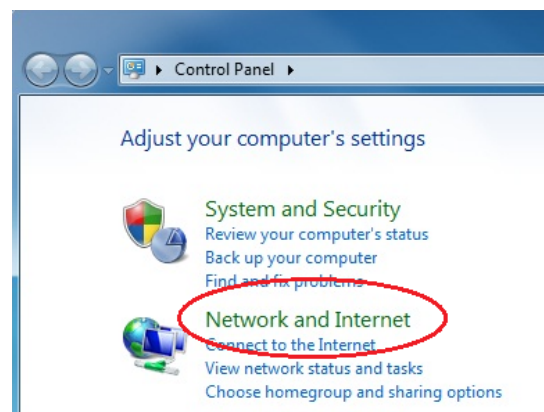 Control Panel
Adjust your computer's settings
System and Security
Review your computer's status
Back up your computer
Find and fix problems
Network and Internet
Connect to the Internet
View network status and tasks
Choose homegroup and sharing options